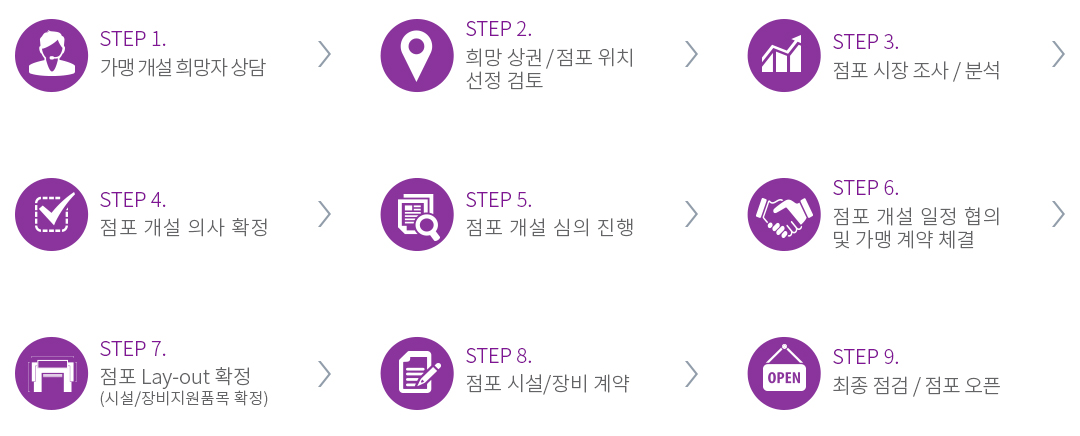 STEP 1.
가맹 개설 희망자 상담
STEP 2.
희망 상권 / 점포 위치
선정 검토
STEP 3.
점포 시장 조사 / 분석
STEP 4.
점포 개설 의사 확정
STEP 5.
점포 개설 심의 진행
STEP 6.
점포 개설 일정 협의
및 가맹 계약 체결
STEP 7.
점포 Lay-out 확정
(시설/장비지원품목 확정)
STEP 8.
점포 시설/장비 계약
OPEN
STEP 9.
최종 점검 / 점포 오픈